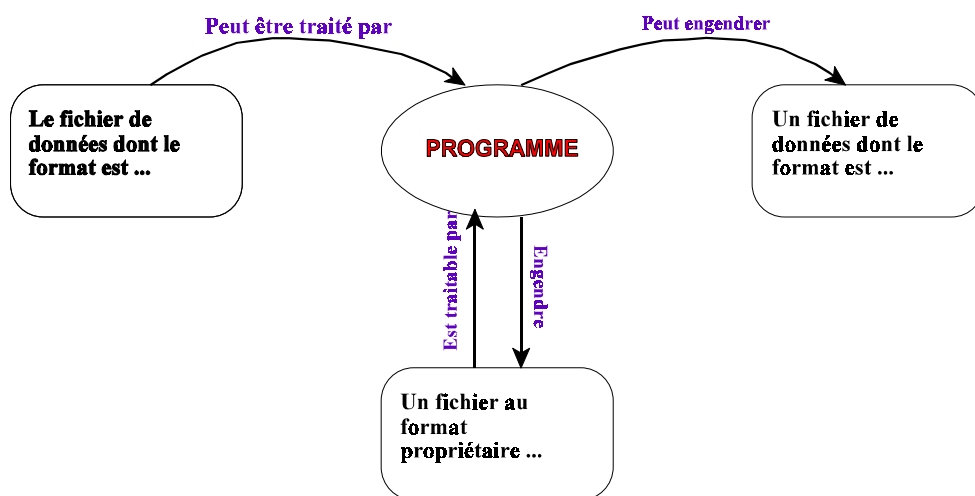 Peut être traité par
Peut engendrer
Le fichier de
données dont le
format est ...
PROGRAMME
Un fichier de
données dont le
format est ...
Est traitable par
Engendre
Un fichier au
format
propriétaire ...